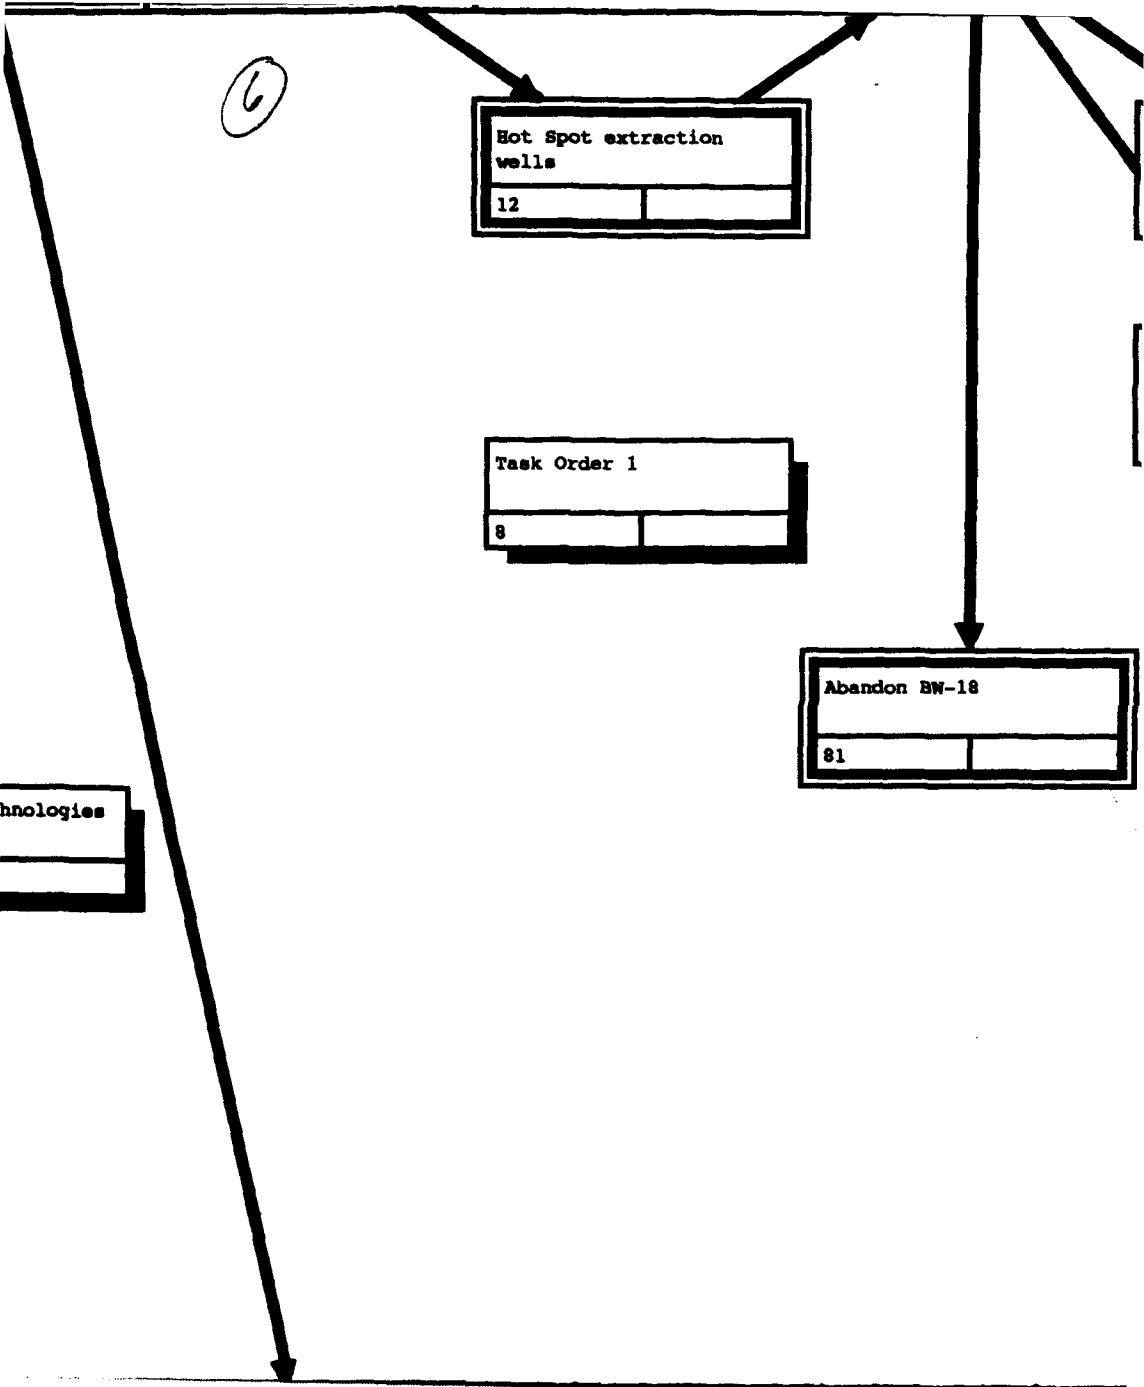 6
Hot Spot extraction
wells
12
Task Order 1
8
Abandon BW-18
81
hnologies